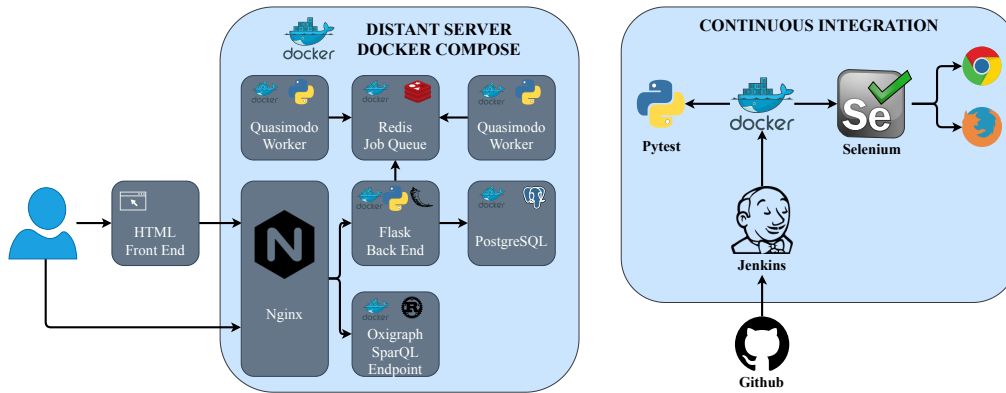 DISTANT SERVER
DOCKER COMPOSE
docker
docker
Quasimodo
Worker
docker
Redis
Job Queue
docker
Quasimodo
Worker
HTML
Front End
N
Nginx
docker
Flask
Back End
docker
PostgreSQL
docker
R
Oxigraph
SparQL
Endpoint
CONTINUOUS INTEGRATION
Pytest
docker
Se
Selenium
Jenkins
Github